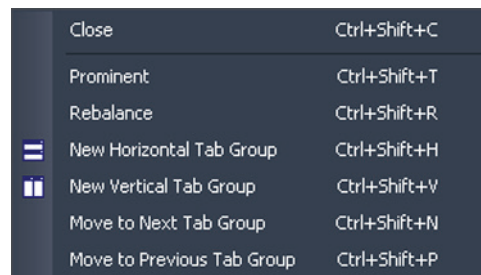 Close Ctrl+Shift+C
Prominent Ctrl+Shift+T
Rebalance Ctrl+Shift+R
New Horizontal Tab Group Ctrl+Shift+H
New Vertical Tab Group Ctrl+Shift+V
Move to Next Tab Group Ctrl+Shift+N
Move to Previous Tab Group Ctrl+Shift+P